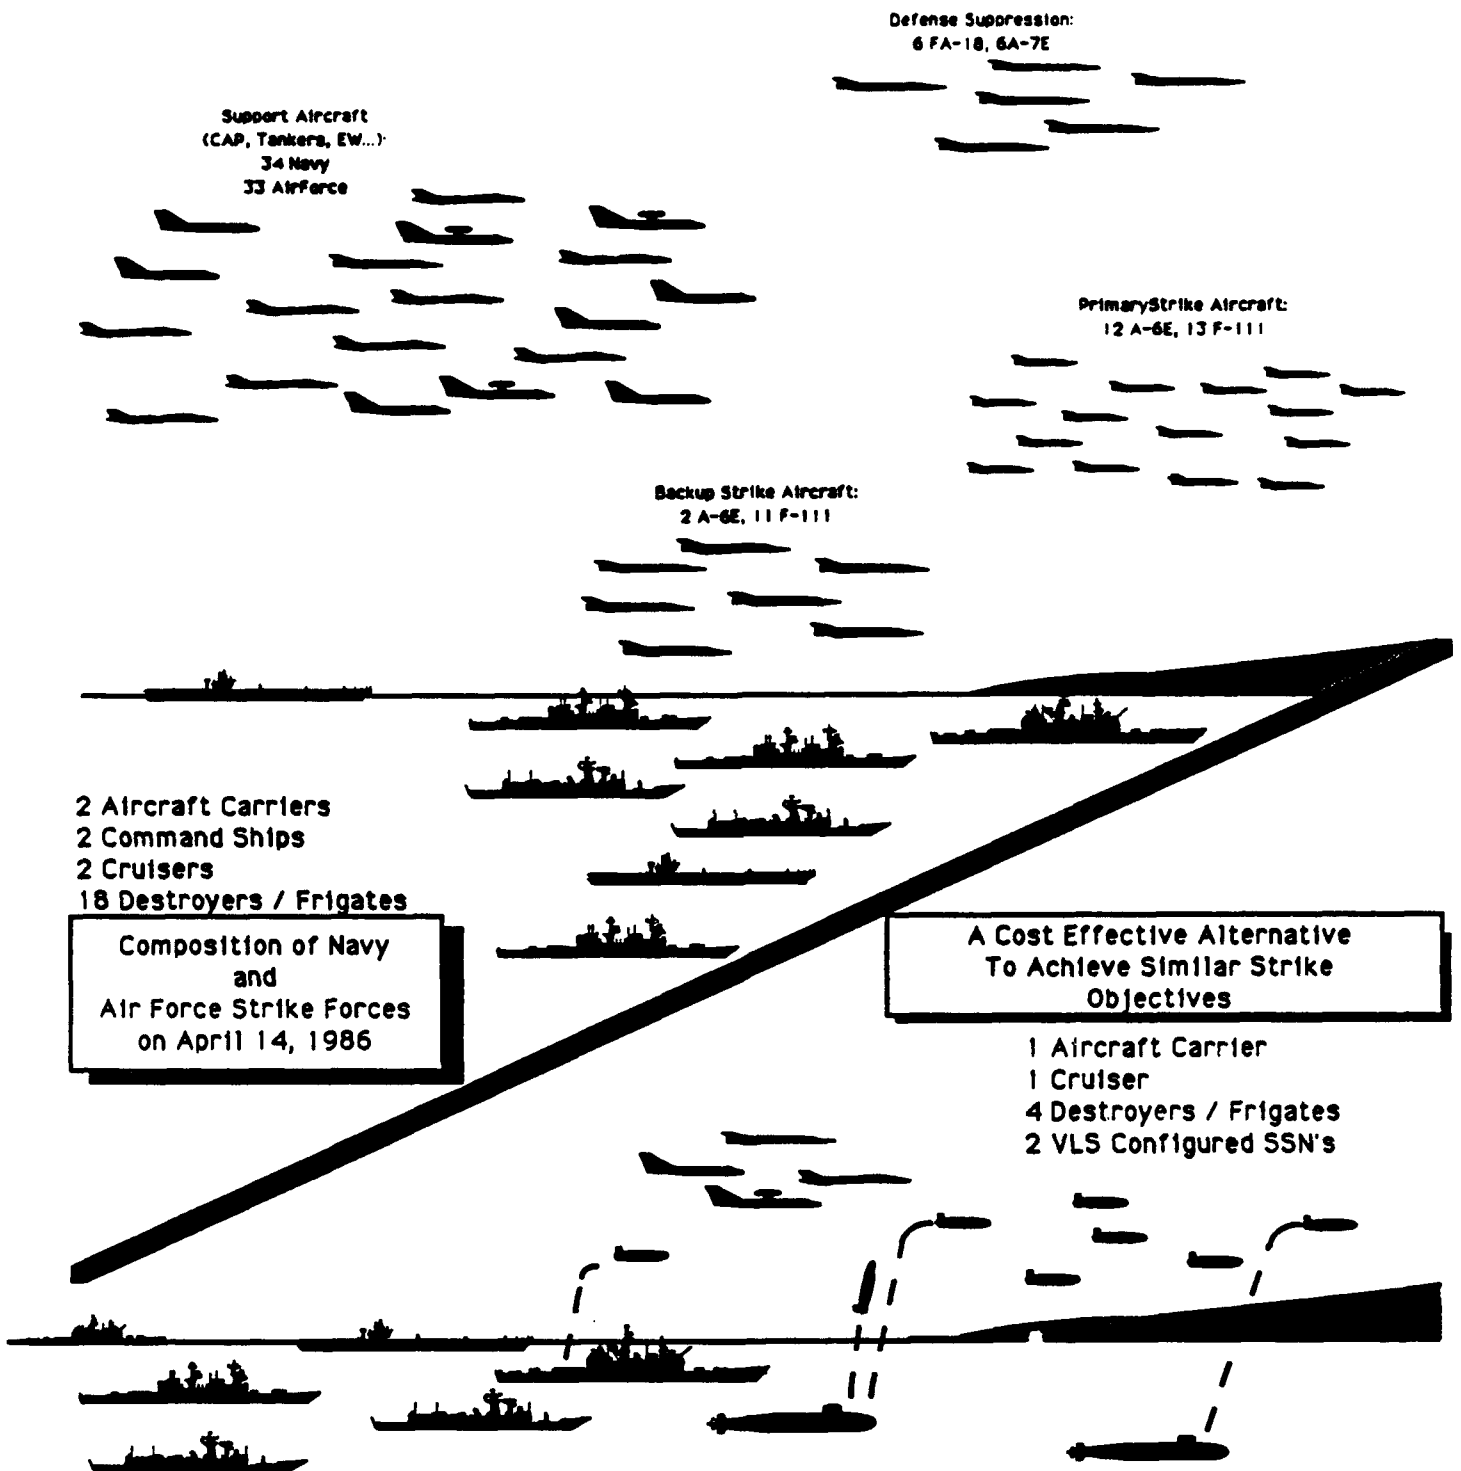 Defense Suppression:
6 FA-18, 6A-7E
Support Aircraft
(CAP, Tankers, EW...)
34 Navy
33 AirForce
PrimaryStrike Aircraft:
12 A-6E, 13 F-111
Backup Strike Aircraft:
2 A-6E, 11 F-111
2 Aircraft Carriers
2 Command Ships
2 Cruisers
18 Destroyers / Frigates
Composition of Navy
and
Air Force Strike Forces
on April 14, 1986
A Cost Effective Alternative
To Achieve Similar Strike
Objectives
1 Aircraft Carrier
1 Cruiser
4 Destroyers / Frigates
2 VLS Configured SSN's